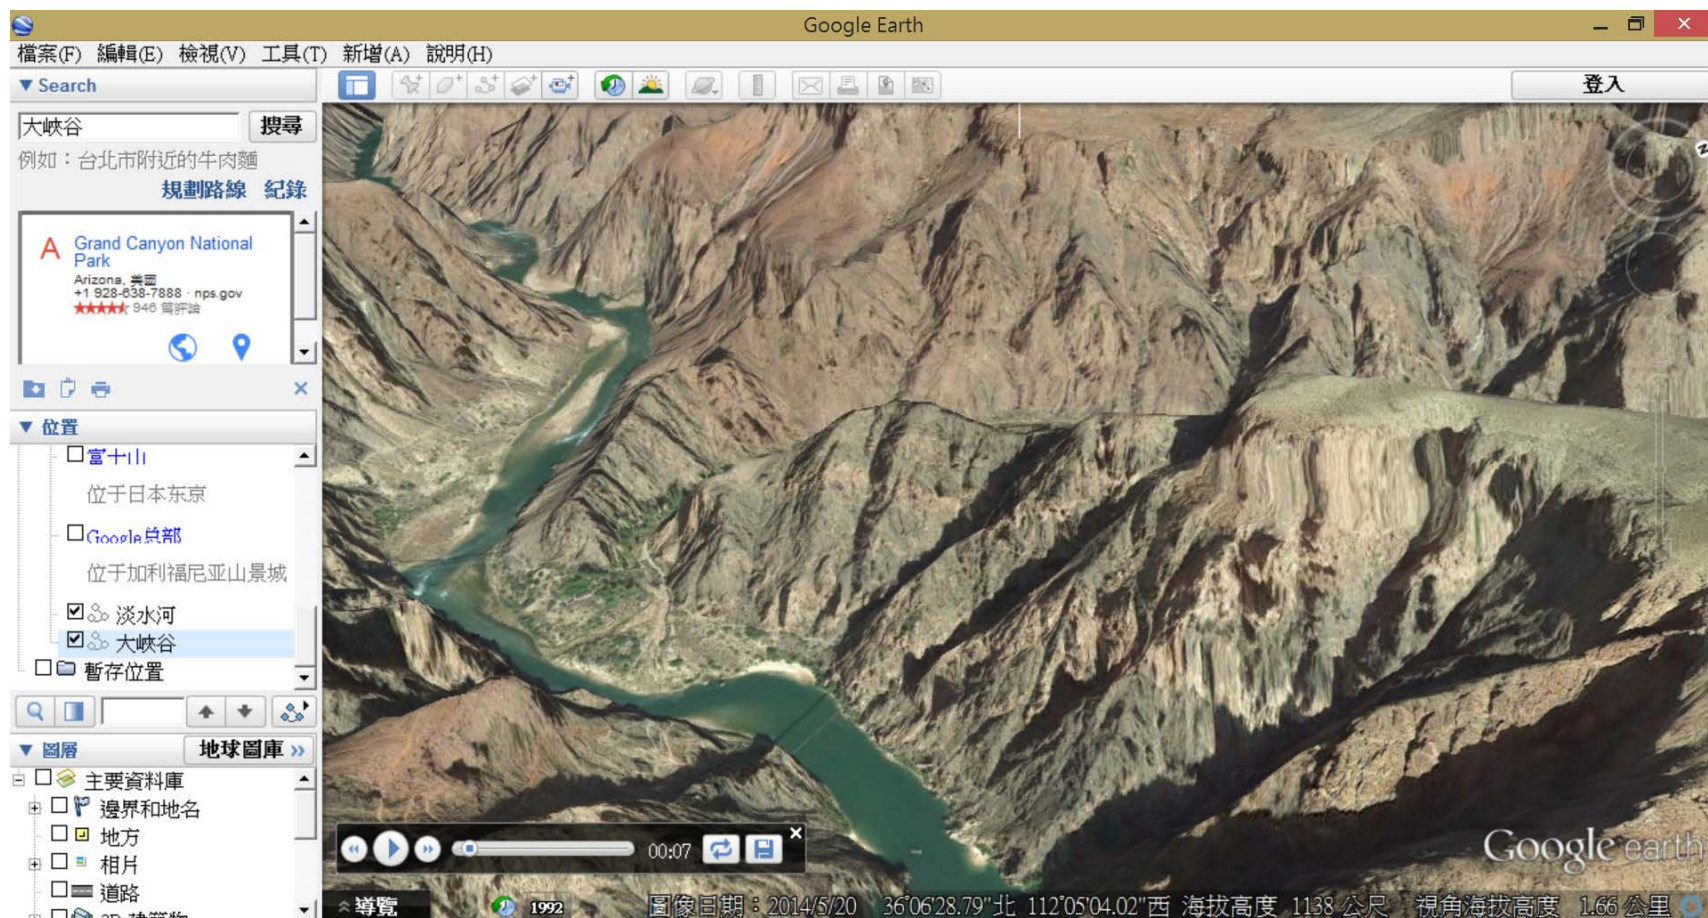 Google Earth
檔案(F) 編輯(E) 檢視(V) 工具(T) 新增(A) 說明(H)
Search
登入
大峽谷 搜尋
例如：台北市附近的牛肉麵
規劃路線 紀錄
A Grand Canyon National
Park
Arizona, 美國
+1 928-638-7888 · nps.gov
946 篇評論
位置
富士山
位于日本东京
Google总部
位于加利福尼亚山景城
淡水河
大峽谷
暫存位置
圖層 地球圖庫 »
主要資料庫
邊界和地名
地方
相片
道路
3D 建築物
00:07
Google earth
導覽 1992 圖像日期：2014/5/20 36°06'28.79"北 112°05'04.02"西 海拔高度 1138 公尺 視角海拔高度 1.66 公里